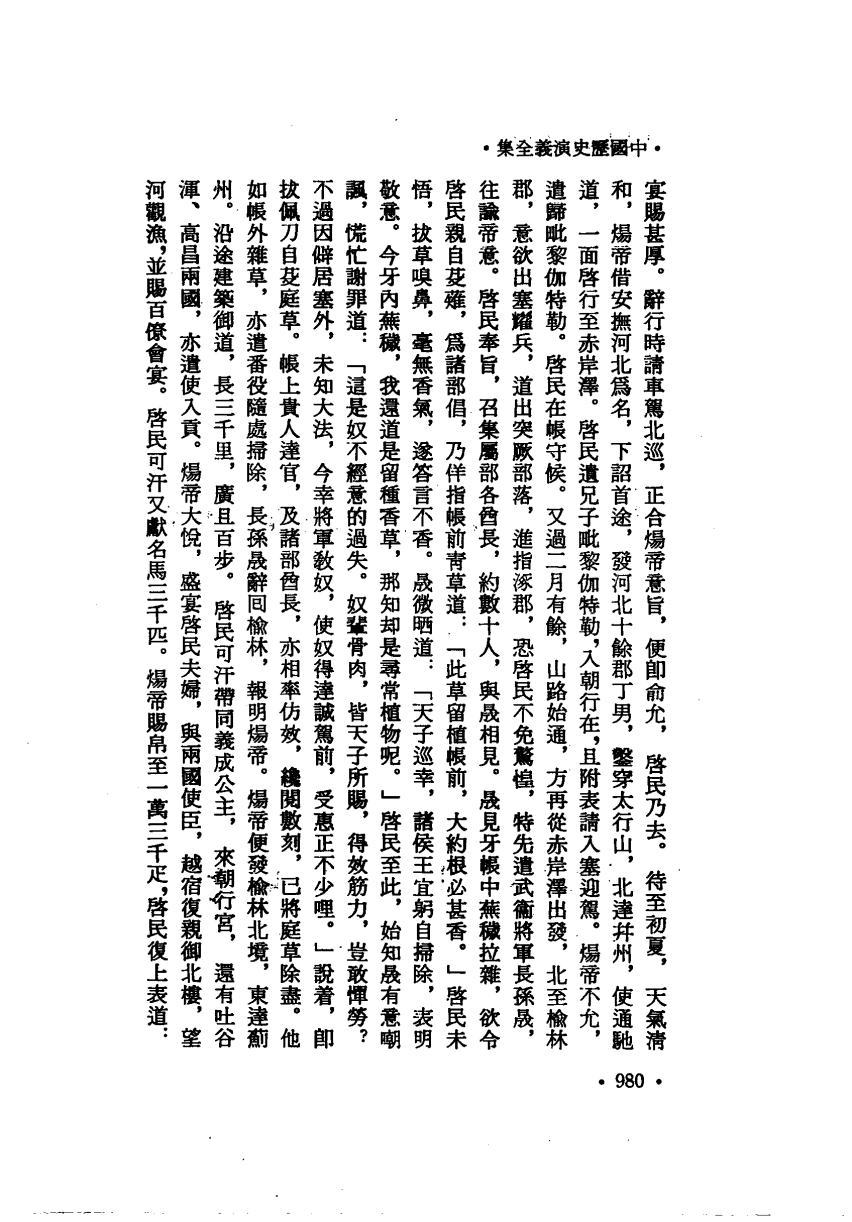 •中國歷史演義全集•
宴賜甚厚。辭行時請車駕北巡，正合煬帝意旨，便卽俞允，啓民乃去。待至初夏，天氣清
和，煬帝借安撫河北爲名，下詔首途，發河北十餘郡丁男，鑿穿太行山，北達幷州，使通馳
道，一面啓行至赤岸澤。啓民遣兄子毗黎伽特勒，入朝行在，且附表請入塞迎駕。煬帝不允，
遣歸毗黎伽特勒。啓民在帳守候。又過二月有餘，山路始通，方再從赤岸澤出發，北至榆林
郡，意欲出塞耀兵，道出突厥部落，進指涿郡，恐啓民不免驚惶，特先遣武衞將軍長孫晟，
往諭帝意。啓民奉旨，召集屬部各酋長，約數十人，與晟相見。晟見牙帳中蕪穢拉雜，欲令
啓民親自芟薙，爲諸部倡，乃佯指帳前靑草道：「此草留植帳前，大約根必甚香。」啓民未
悟，拔草嗅鼻，毫無香氣，遂答言不香。晟微哂道：「天子巡幸，諸侯王宜躬自掃除，表明
敬意。今牙內蕪穢，我還道是留種香草，那知却是尋常植物呢。」啓民至此，始知晟有意嘲
諷，慌忙謝罪道：「這是奴不經意的過失。奴輩骨肉，皆天子所賜，得效筋力，豈敢憚勞？
不過因僻居塞外，未知大法，今幸將軍敎奴，使奴得達誠駕前，受惠正不少哩。」說着，卽
拔佩刀自芟庭草。帳上貴人達官，及諸部酋長，亦相率仿效，纔閱數刻，已將庭草除盡。他
如帳外雜草，亦遣番役隨處掃除，長孫晟辭囘榆林，報明煬帝。煬帝便發榆林北境，東達薊
州。沿途建築御道，長三千里，廣且百步。啓民可汗帶同義成公主，來朝行宮，還有吐谷
渾、高昌兩國，亦遣使入貢。煬帝大悅，盛宴啓民夫婦，與兩國使臣，越宿復親御北樓，望
河觀漁，並賜百僚會宴。啓民可汗又獻名馬三千匹。煬帝賜帛至一萬三千疋，啓民復上表道：
•980•